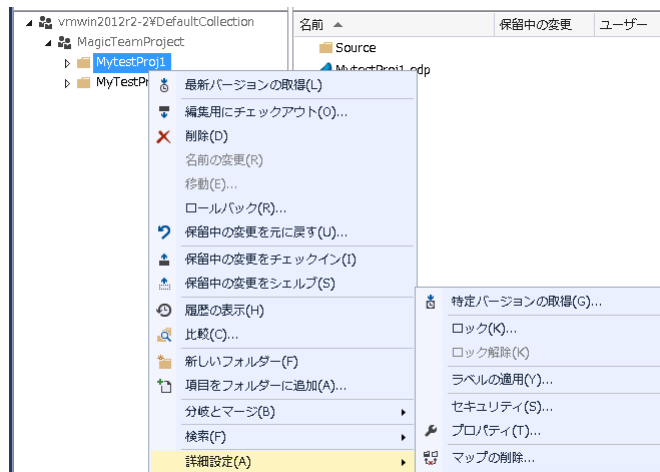 vmwin2012r2-2¥DefaultCollection
MagicTeamProject
MytestProj1
MyTestPr
名前
保留中の変更
ユーザー
Source
MytestProj1.edp
最新バージョンの取得(L)
編集用にチェックアウト(O)...
削除(D)
名前の変更(R)
移動(E)...
ロールバック(R)...
保留中の変更を元に戻す(U)...
保留中の変更をチェックイン(I)
保留中の変更をシェルブ(S)
履歴の表示(H)
比較(C)...
新しいフォルダー(F)
項目をフォルダーに追加(A)...
分岐とマージ(B)
検索(F)
詳細設定(A)
特定バージョンの取得(G)...
ロック(K)...
ロック解除(K)
ラベルの適用(Y)...
セキュリティ(S)...
プロパティ(T)...
マップの削除...